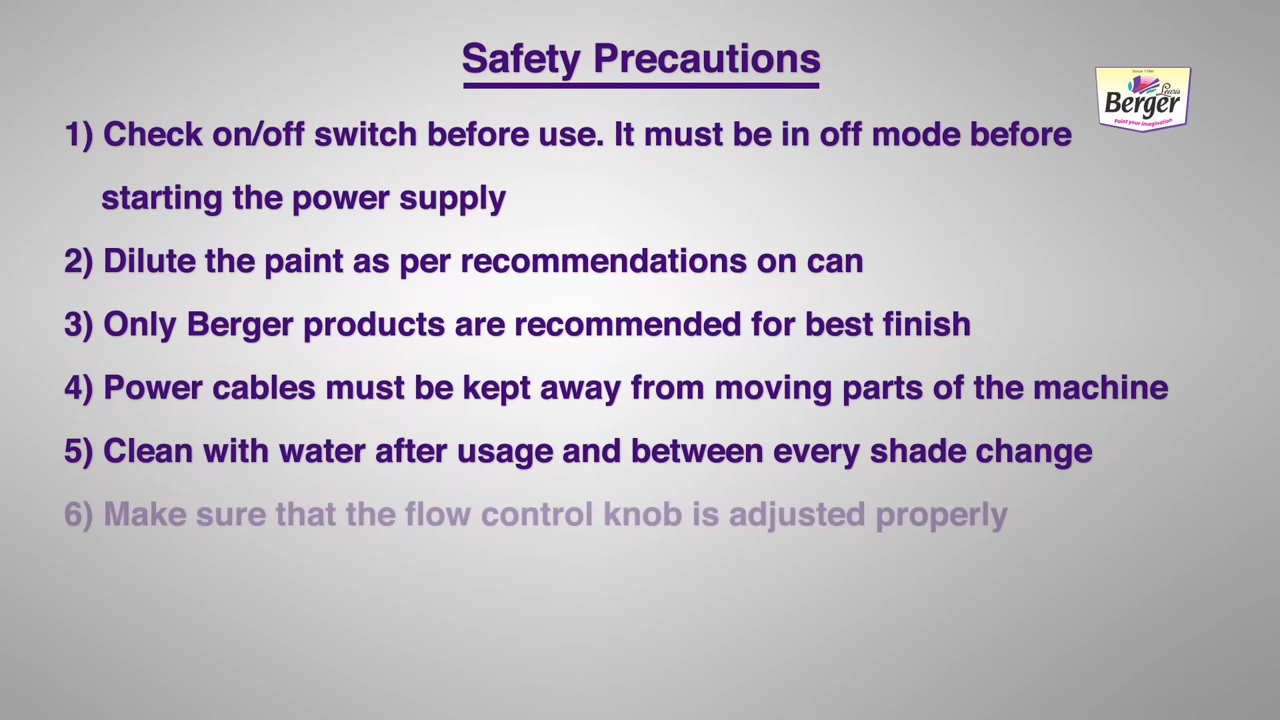 Safety Precautions
Since 1760
Lewis
Berger
Paint your imagination
1) Check on/off switch before use. It must be in off mode before
starting the power supply
2) Dilute the paint as per recommendations on can
3) Only Berger products are recommended for best finish
4) Power cables must be kept away from moving parts of the machine
5) Clean with water after usage and between every shade change
6) Make sure that the flow control knob is adjusted properly